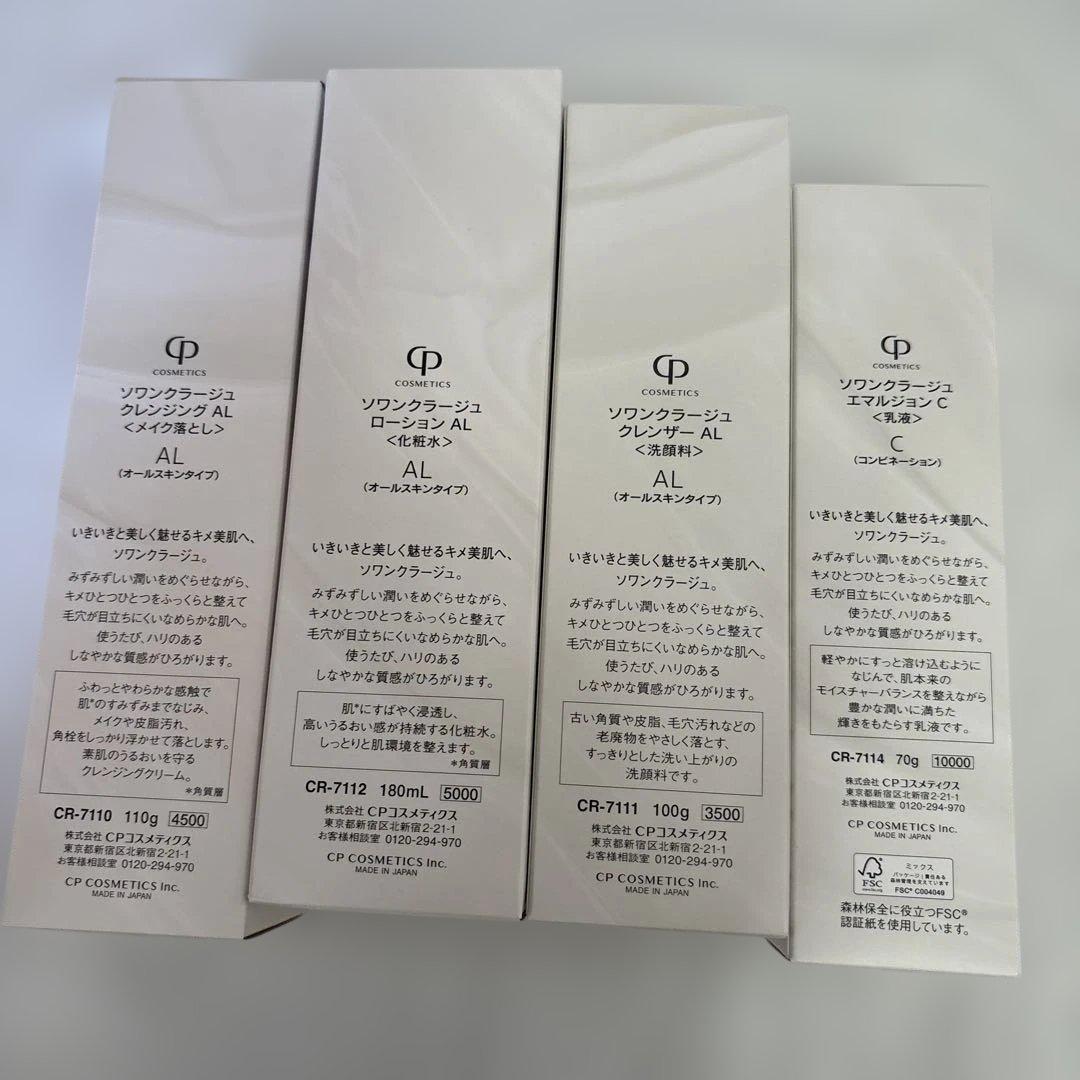 CP
COSMETICS
ソワンクラージュ
クレンジング AL
＜メイク落とし＞
AL
（オールスキンタイプ）
いきいきと美しく魅せるキメ美肌へ、
ソワンクラージュ。
みずみずしい潤いをめぐらせながら、
キメひとつひとつをふっくらと整えて
毛穴が目立ちにくいなめらかな肌へ。
使うたび、ハリのある
しなやかな質感がひろがります。
ふわっとやわらかな感触で
肌*のすみずみまでなじみ、
メイクや皮脂汚れ、
角栓をしっかり浮かせて落とします。
素肌のうるおいを守る
クレンジングクリーム。
*角質層
CR-7110 110g 4500
株式会社 CPコスメティクス
東京都新宿区北新宿2-21-1
お客様相談室 0120-294-970
CP COSMETICS Inc.
MADE IN JAPAN
CP
COSMETICS
ソワンクラージュ
ローション AL
＜化粧水＞
AL
（オールスキンタイプ）
いきいきと美しく魅せるキメ美肌へ、
ソワンクラージュ。
みずみずしい潤いをめぐらせながら、
キメひとつひとつをふっくらと整えて
毛穴が目立ちにくいなめらかな肌へ。
使うたび、ハリのある
しなやかな質感がひろがります。
肌*にすばやく浸透し、
高いうるおい感が持続する化粧水。
しっとりと肌環境を整えます。
*角質層
CR-7112 180mL 5000
株式会社 CPコスメティクス
東京都新宿区北新宿2-21-1
お客様相談室 0120-294-970
CP COSMETICS Inc.
MADE IN JAPAN
CP
COSMETICS
ソワンクラージュ
クレンザー AL
＜洗顔料＞
AL
（オールスキンタイプ）
いきいきと美しく魅せるキメ美肌へ、
ソワンクラージュ。
みずみずしい潤いをめぐらせながら、
キメひとつひとつをふっくらと整えて
毛穴が目立ちにくいなめらかな肌へ。
使うたび、ハリのある
しなやかな質感がひろがります。
古い角質や皮脂、毛穴汚れなどの
老廃物をやさしく落とす、
すっきりとした洗い上がりの
洗顔料です。
CR-7111 100g 3500
株式会社 CPコスメティクス
東京都新宿区北新宿2-21-1
お客様相談室 0120-294-970
CP COSMETICS Inc.
MADE IN JAPAN
CP
COSMETICS
ソワンクラージュ
エマルジョン C
＜乳液＞
C
（コンビネーション）
いきいきと美しく魅せるキメ美肌へ、
ソワンクラージュ。
みずみずしい潤いをめぐらせながら、
キメひとつひとつをふっくらと整えて
毛穴が目立ちにくいなめらかな肌へ。
使うたび、ハリのある
しなやかな質感がひろがります。
軽やかにすっと溶け込むように
なじんで、肌本来の
モイスチャーバランスを整えながら
豊かな潤いに満ちた
輝きをもたらす乳液です。
CR-7114 70g 10000
株式会社 CPコスメティクス
東京都新宿区北新宿2-21-1
お客様相談室 0120-294-970
CP COSMETICS Inc.
MADE IN JAPAN
FSC
www.fsc.org
ミックス
パッケージ｜責任ある
森林管理を支えています
FSC® C004049
森林保全に役立つFSC®
認証紙を使用しています。